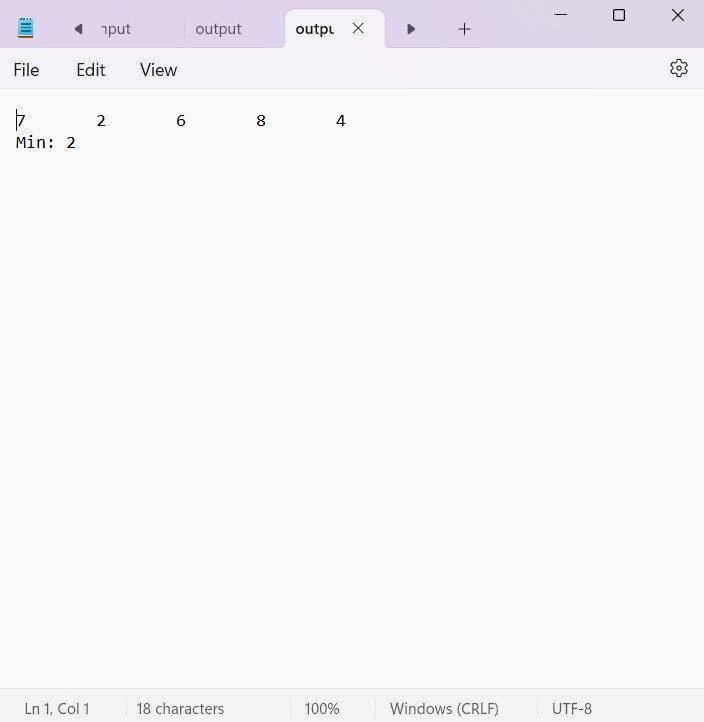 nput output outpu
File Edit View
7 2 6 8 4
Min: 2
Ln 1, Col 1 18 characters 100% Windows (CRLF) UTF-8